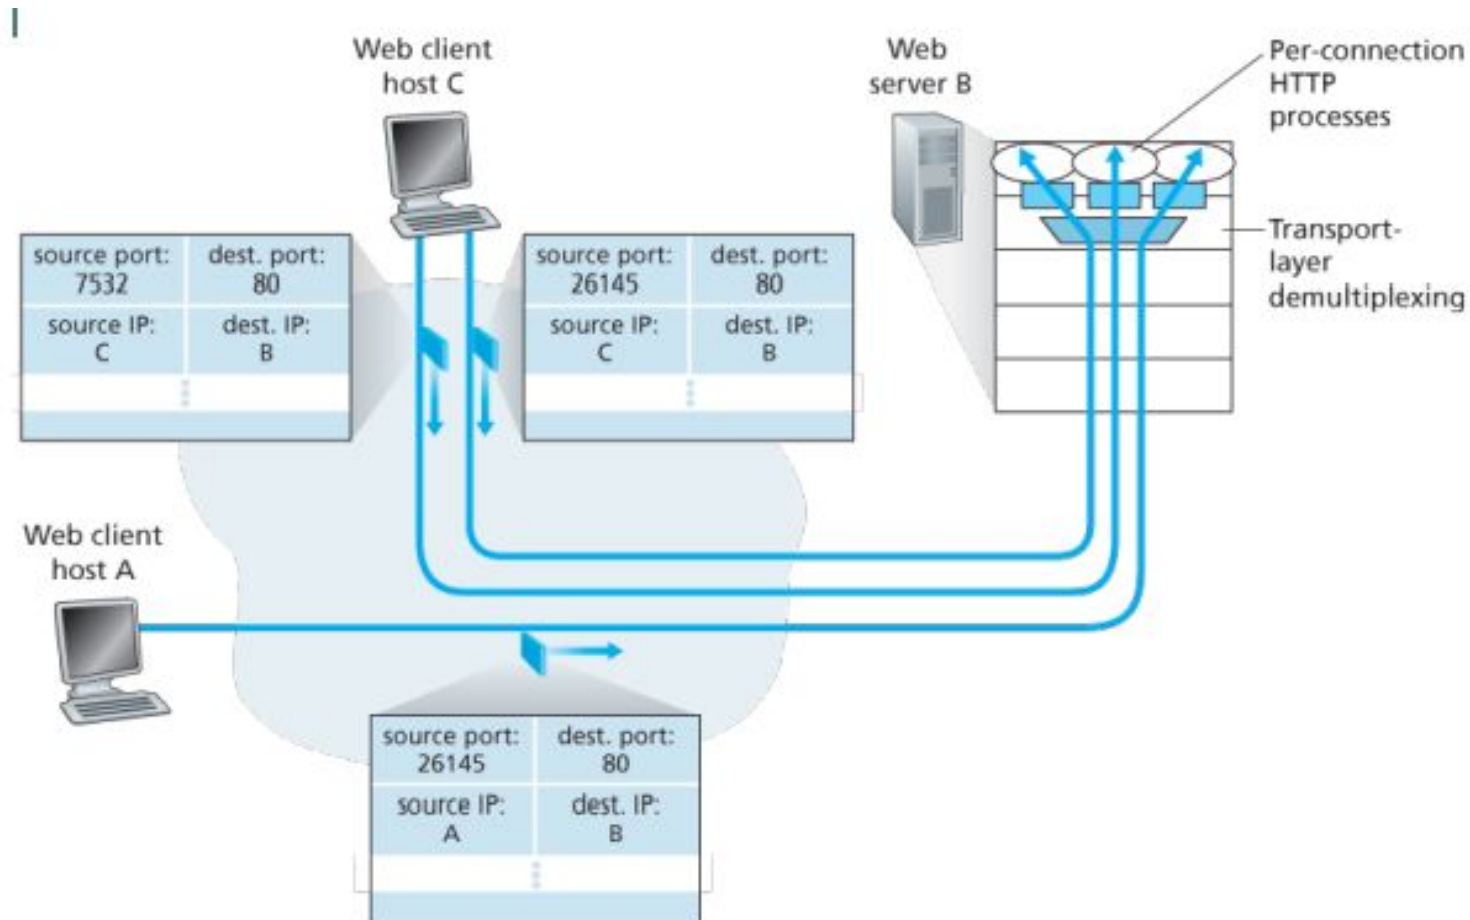 Web client
host C
Web
server B
Per-connection
HTTP
processes
Transport-
layer
demultiplexing
source port:
7532
dest. port:
80
source IP:
C
dest. IP:
B
source port:
26145
dest. port:
80
source IP:
C
dest. IP:
B
Web client
host A
source port:
26145
dest. port:
80
source IP:
A
dest. IP:
B